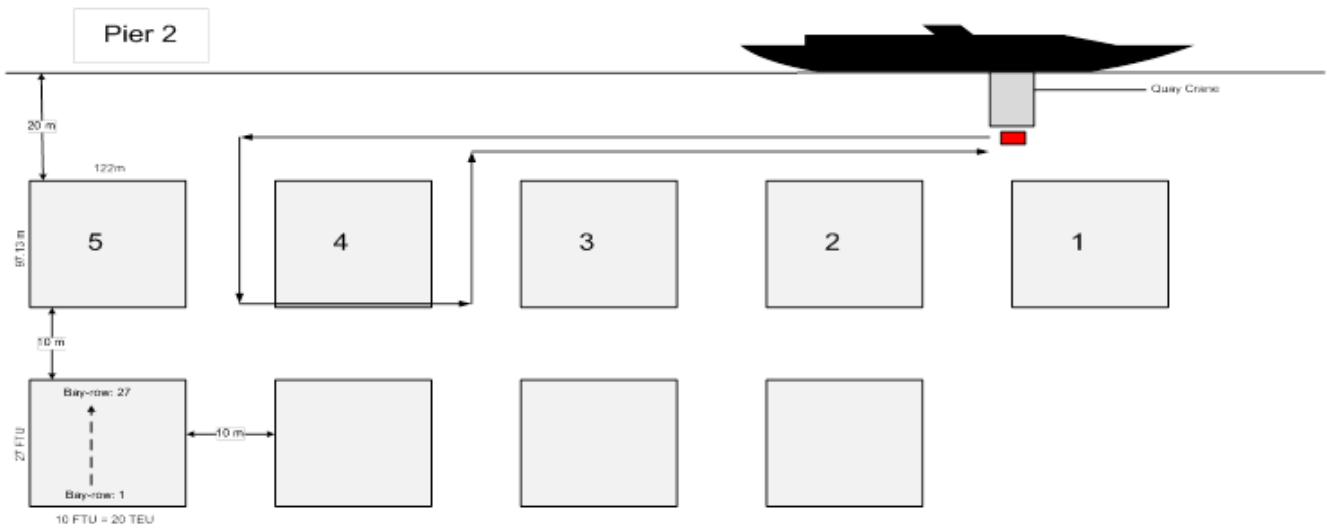 Pier 2
Quay Crane
20 m
122m
97.13 m
5
4
3
2
1
10 m
Bay-row: 27
27 FTU
10 m
Bay-row: 1
10 FTU = 20 TEU